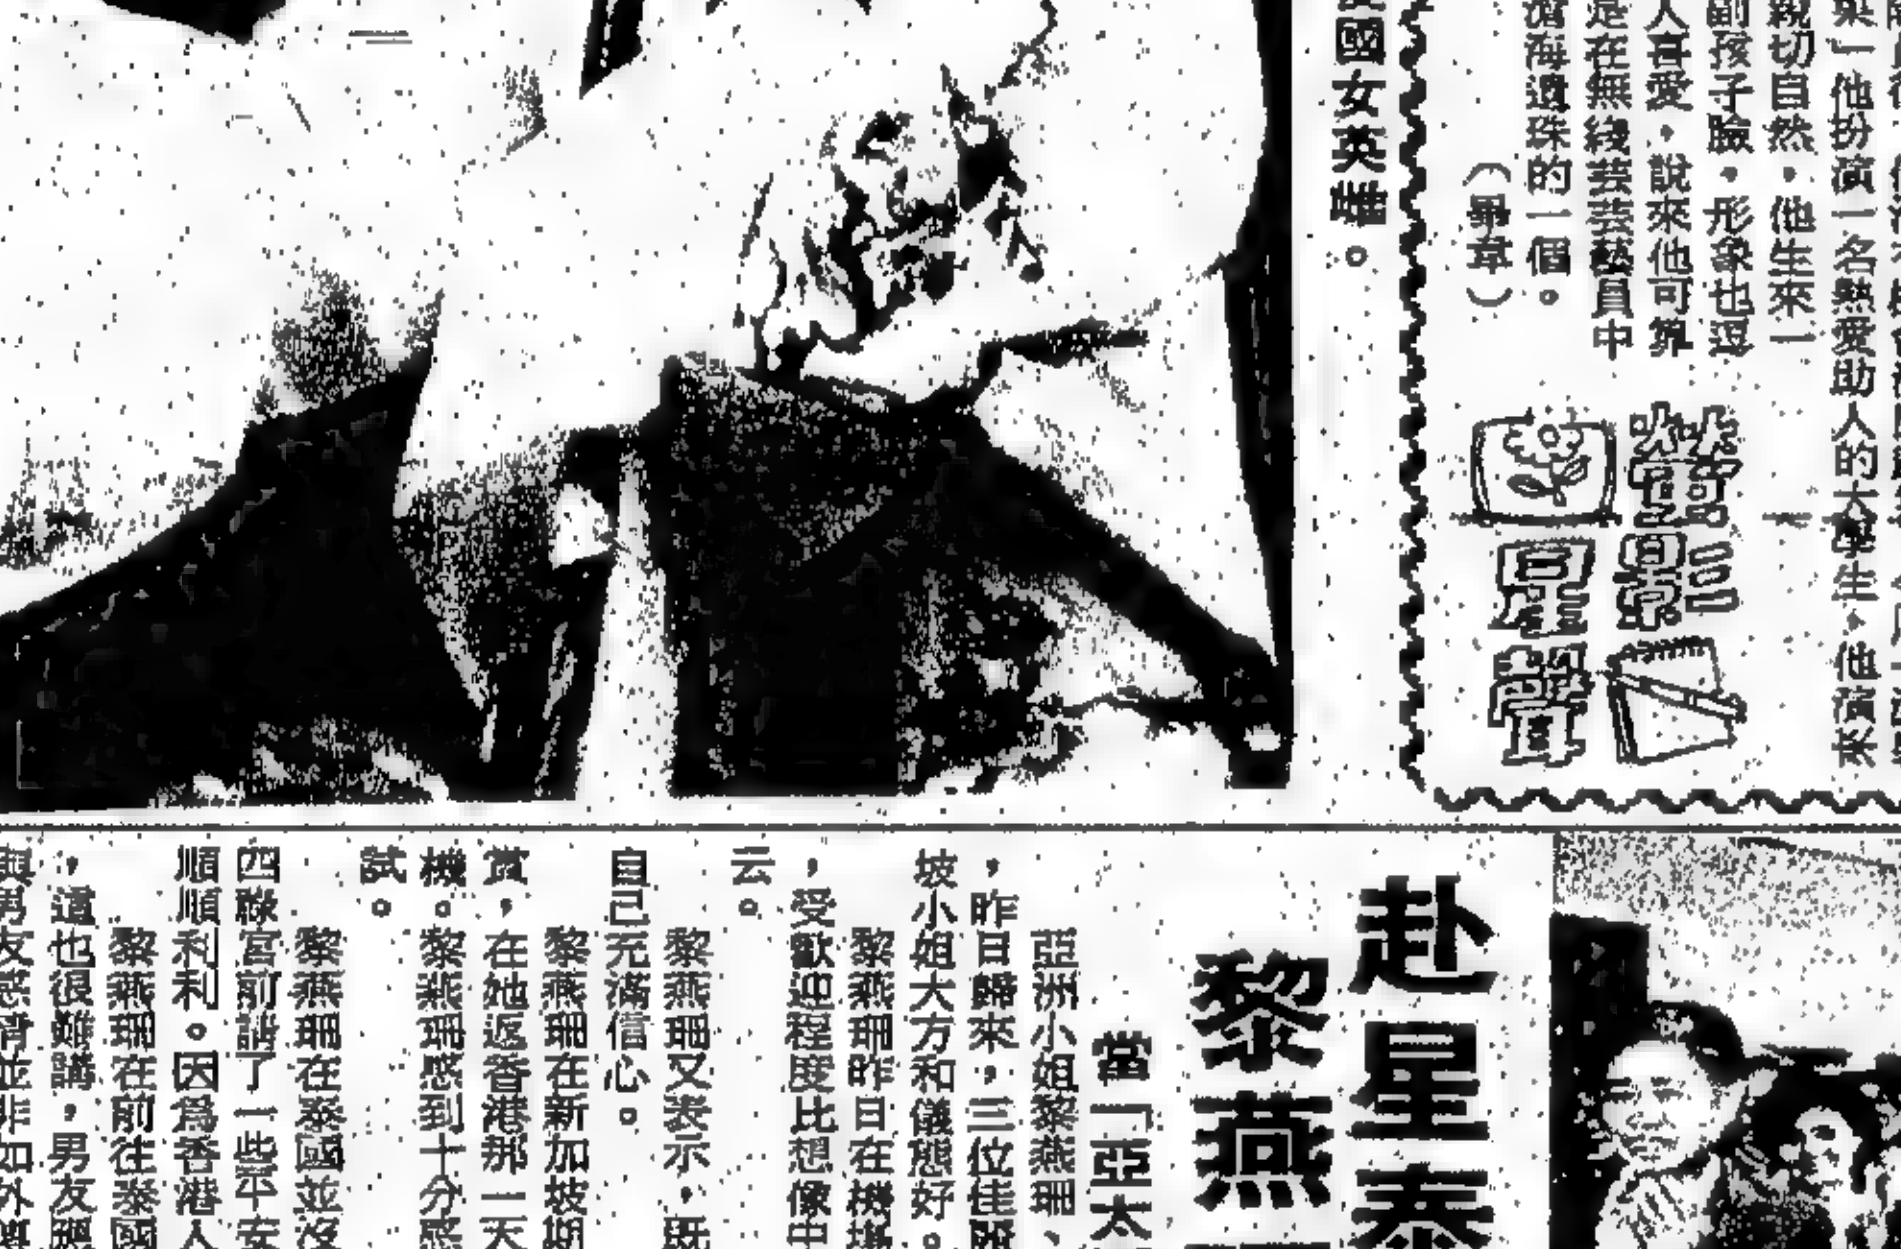 果」他扮演一名熱愛助人的大學生,他演來
親切自然,他生來一
副孩子臉,形象也逗
人喜愛,說來他可算
是在無綫芸芸藝員中
滄海遺珠的一個。
螢影
星聲
國女英雌。
赴星泰
黎燕
當「亞太
亞洲小姐黎燕珊、
,昨日歸來,三位佳麗
坡小姐大方和儀態好。
黎燕珊昨日在機場
,受歡迎程度比想像中
云。
黎燕珊又表示,既
自己充滿信心。
黎燕珊在新加坡期
,在她返香港那一天
機。黎燕珊感到十分
試。
黎燕珊在泰國並沒
四 宮前 了一些平安
順順利利。因爲香港人
黎燕珊在前往泰國
,這也很難講,男友
與男友 並非如外